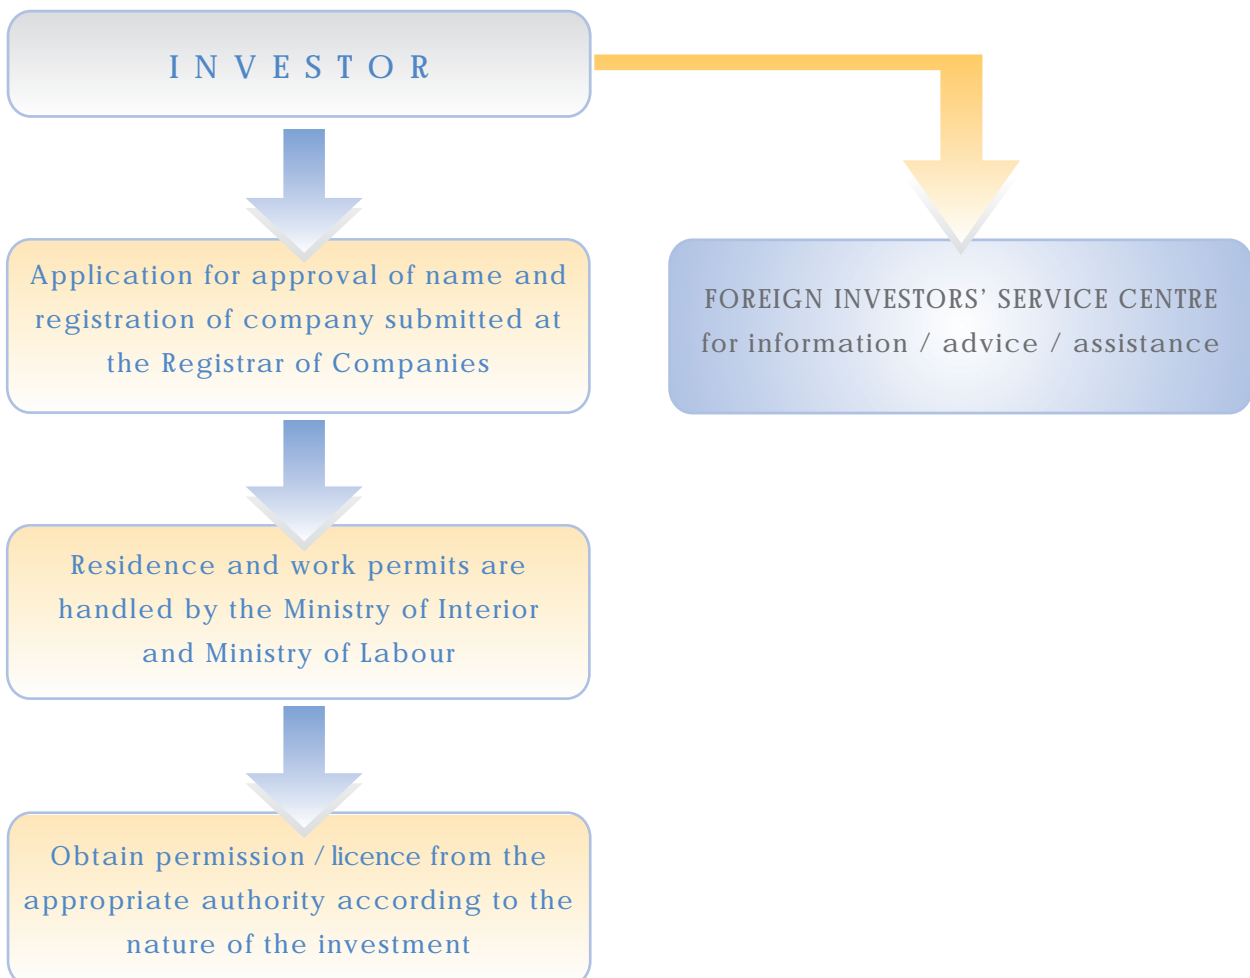 INVESTOR
Application for approval of name and
registration of company submitted at
the Registrar of Companies
FOREIGN INVESTORS’ SERVICE CENTRE
for information / advice / assistance
Residence and work permits are
handled by the Ministry of Interior
and Ministry of Labour
Obtain permission / licence from the
appropriate authority according to the
nature of the investment